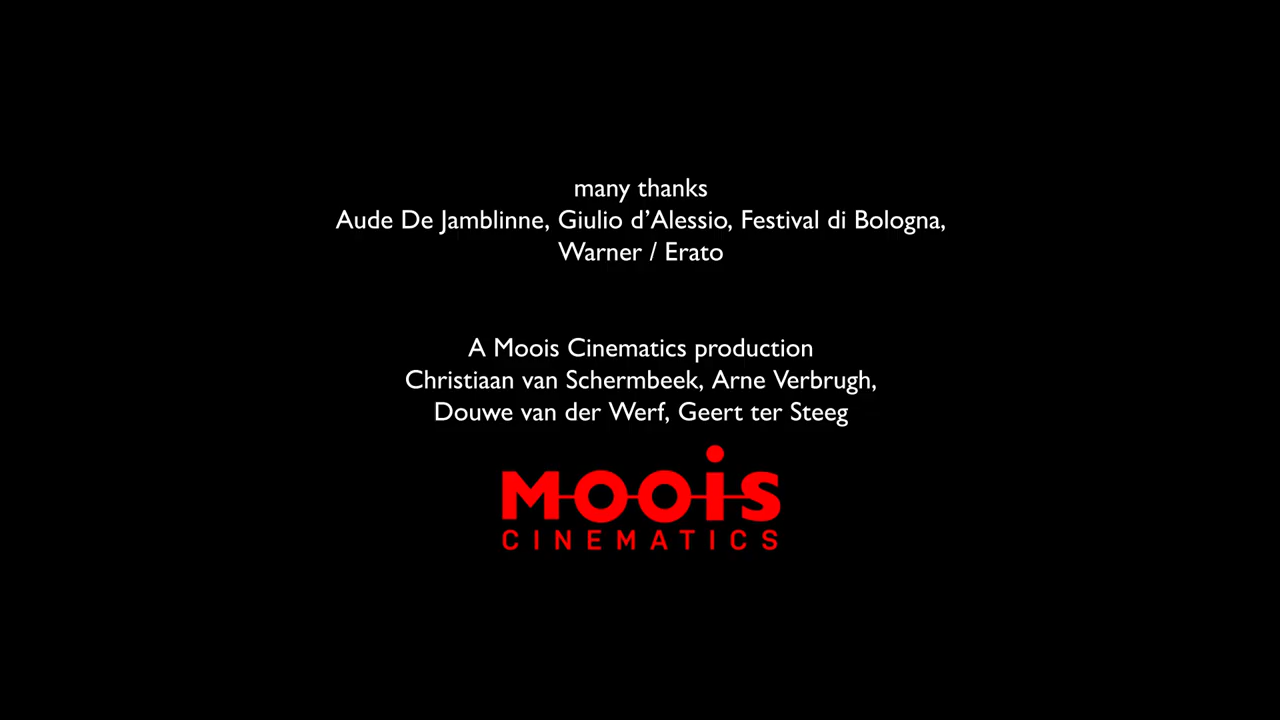 many thanks
Aude De Jamblinne, Giulio d’Alessio, Festival di Bologna,
Warner / Erato
A Moois Cinematics production
Christiaan van Schermbeek, Arne Verbrugh,
Douwe van der Werf, Geert ter Steeg
MOOiS
CINEMATICS